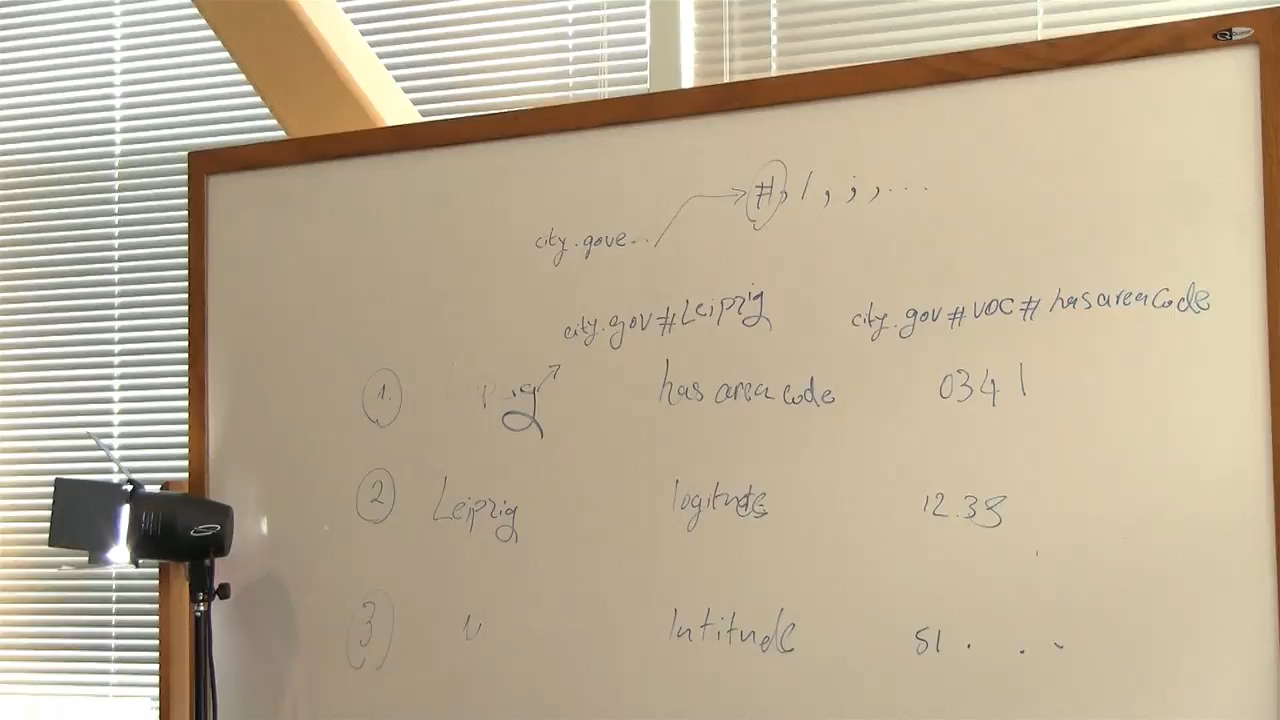 #, /, , ; , ...
city.gove...
city.gov#Leipzig city.gov#VOC#hasareaCode
1. has area code 0341
2 Leipzig logitude 12.38
3 " latitude 51. . .